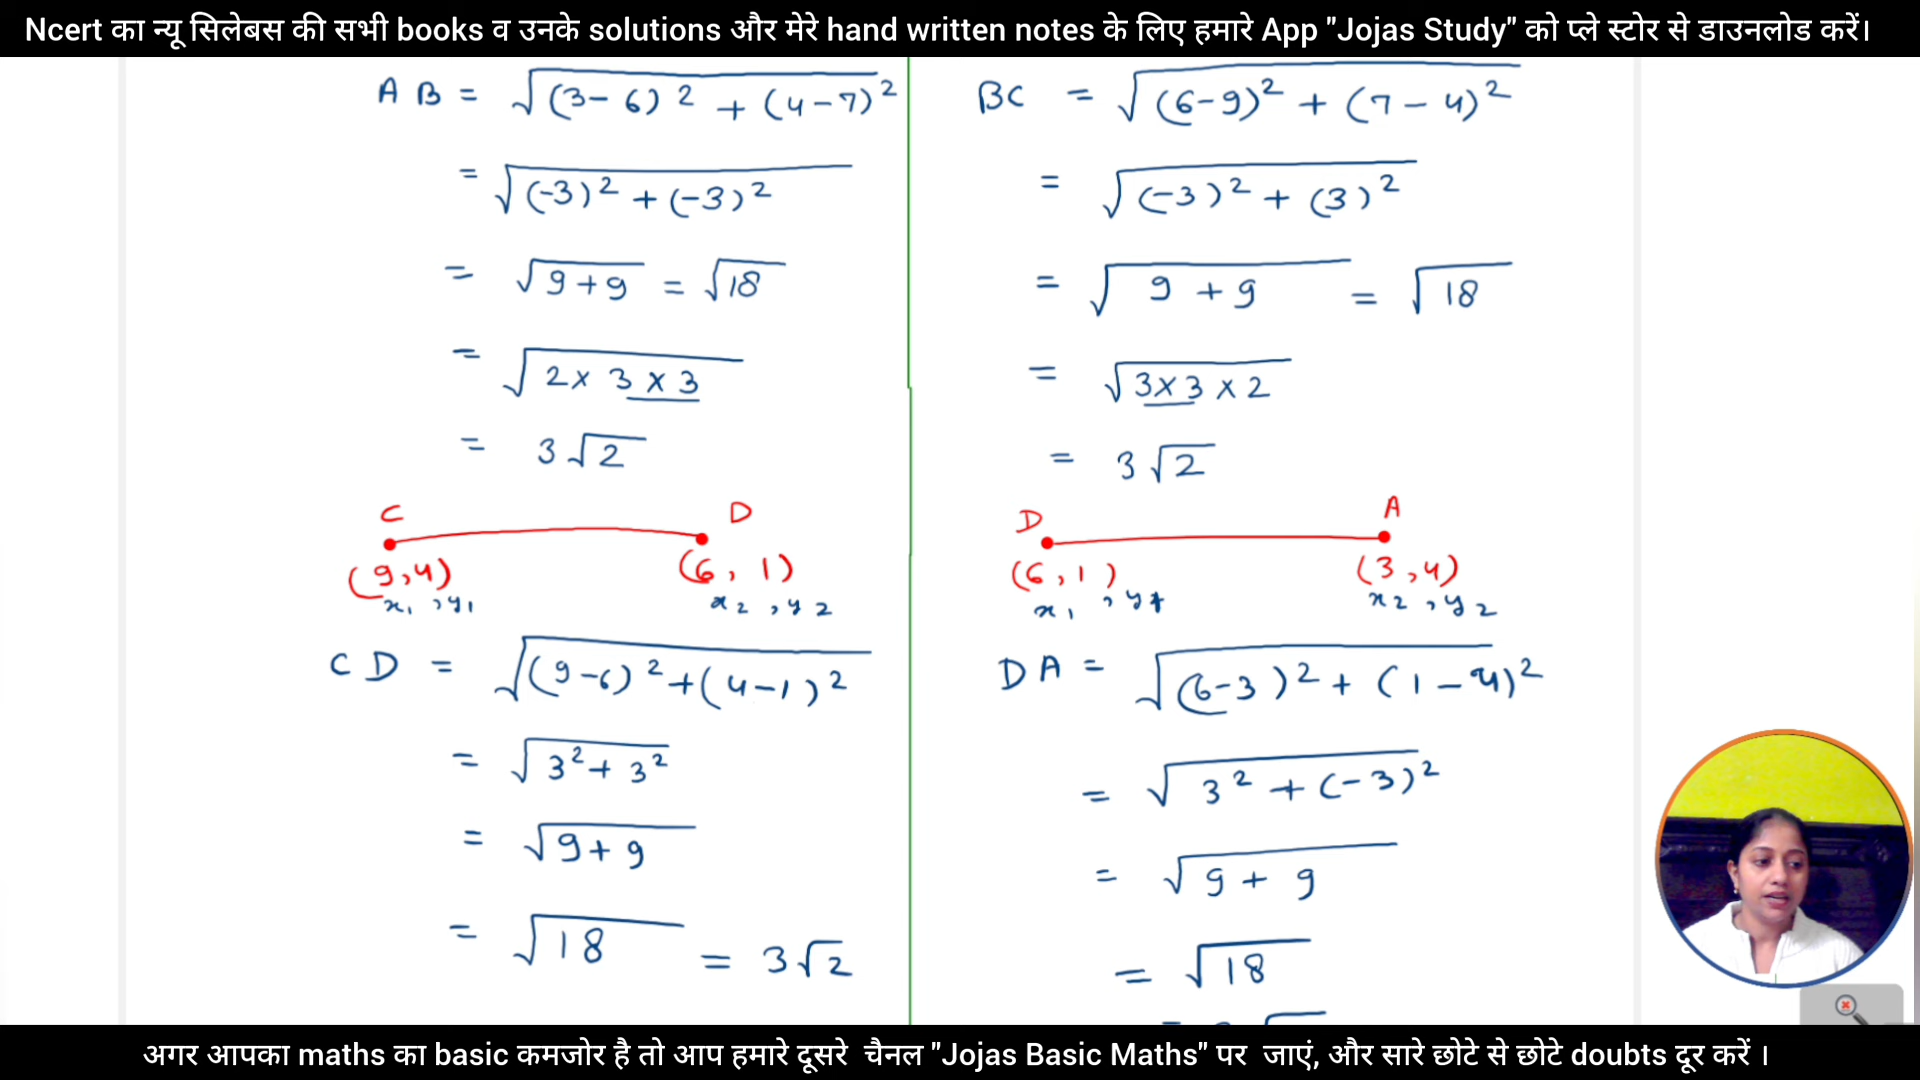 Ncert का न्यू सिलेबस की सभी books व उनके solutions और मेरे hand written notes के लिए हमारे App "Jojas Study" को प्ले स्टोर से डाउनलोड करें।
AB = √(3-6)² + (4-7)²
= √(-3)² + (-3)²
= √9+9 = √18
= √2×3×3
= 3√2
C D
(9,4) (6, 1)
x₁,y₁ x₂,y₂
CD = √(9-6)²+(4-1)²
= √3²+3²
= √9+9
= √18 = 3√2
BC = √(6-9)² + (7-4)²
= √(-3)² + (3)²
= √9+9 = √18
= √3×3×2
= 3√2
D A
(6,1) (3,4)
x₁,y₁ x₂,y₂
DA = √(6-3)² + (1-4)²
= √3² + (-3)²
= √9+9
= √18
अगर आपका maths का basic कमजोर है तो आप हमारे दूसरे चैनल "Jojas Basic Maths" पर जाएं, और सारे छोटे से छोटे doubts दूर करें ।